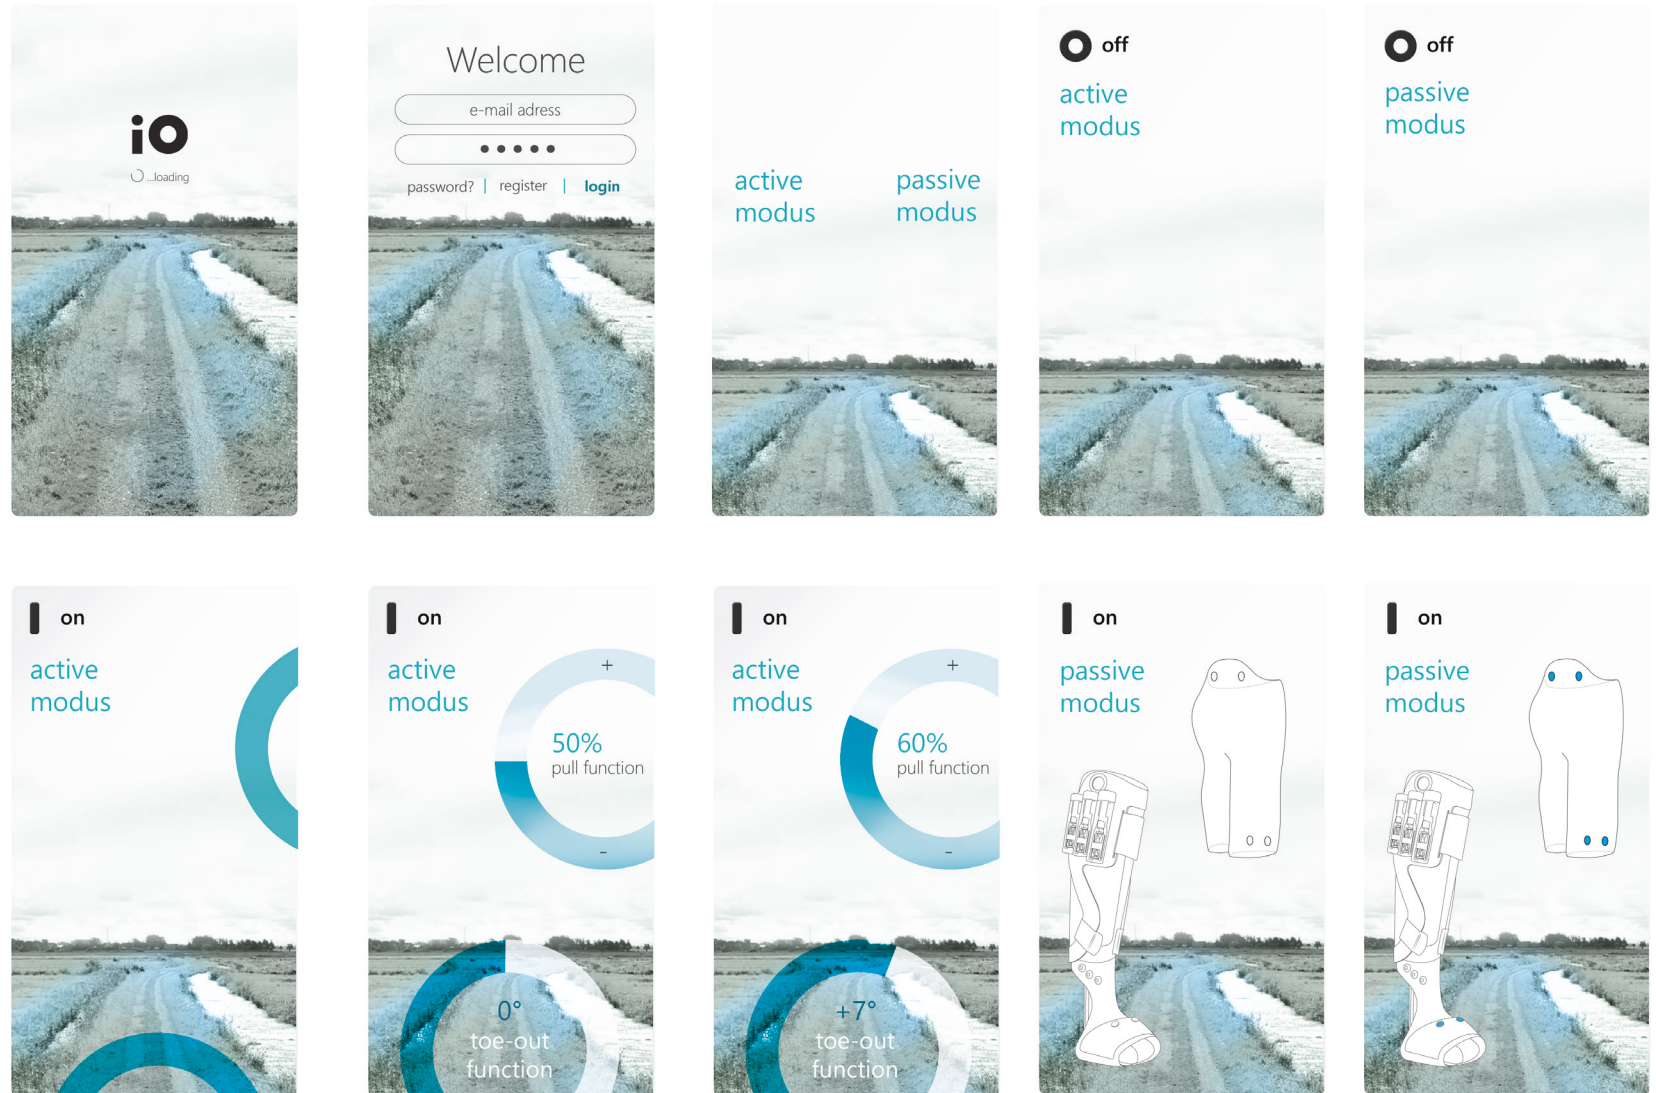 iO
...loading
Welcome
e-mail adress
●●●●●
password? | register | login
active
modus
passive
modus
off
active
modus
off
passive
modus
on
active
modus
on
active
modus
+
50%
pull function
-
0°
toe-out
function
on
active
modus
+
60%
pull function
-
+7°
toe-out
function
on
passive
modus
on
passive
modus